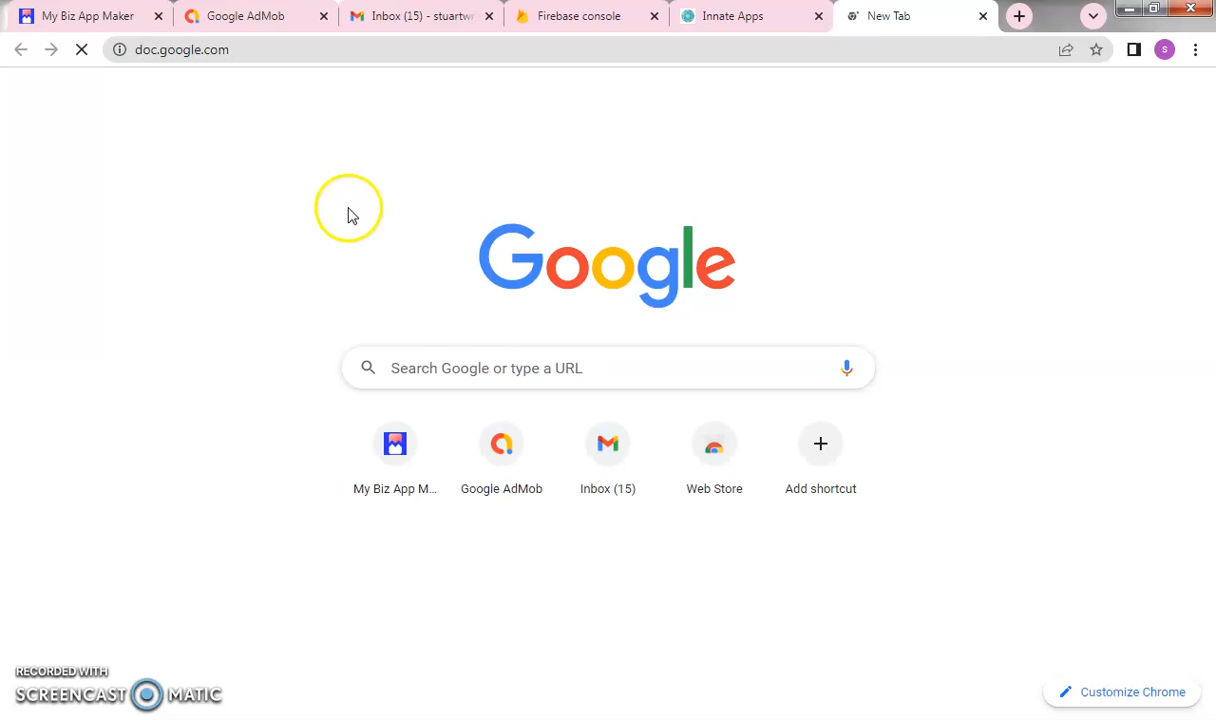 My Biz App Maker
Google AdMob
Inbox (15) - stuartwr
Firebase console
Innate Apps
New Tab
doc.google.com
S
Google
Search Google or type a URL
My Biz App M...
Google AdMob
Inbox (15)
Web Store
Add shortcut
RECORDED WITH
SCREENCAST MATIC
Customize Chrome